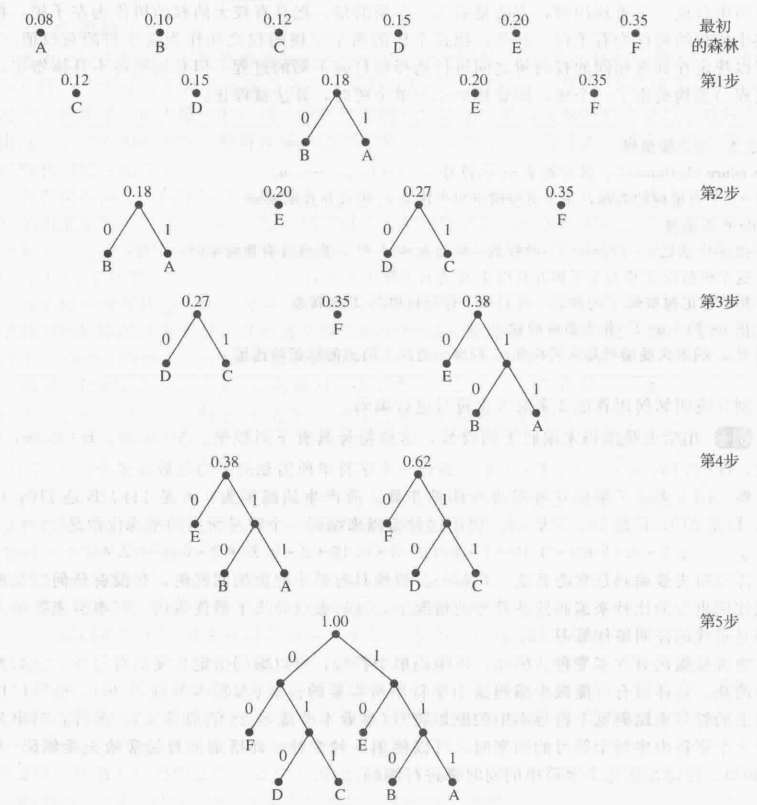 0.08 0.10 0.12 0.15 0.20 0.35 最初
A B C D E F 的森林
0.12 0.15 0.18 0.20 0.35 第1步
C D 0 1 E F
B A
0.18 0.20 0.27 0.35 第2步
0 1 E 0 1 F
B A D C
0.27 0.35 0.38 第3步
0 1 F 0 1
D C E
0 1
B A
0.38 0.62 第4步
0 1 0 1
E F
0 1 0 1
B A D C
第5步
1.00
0 1
0 1 0 1
F E
0 1 0 1
D C B A